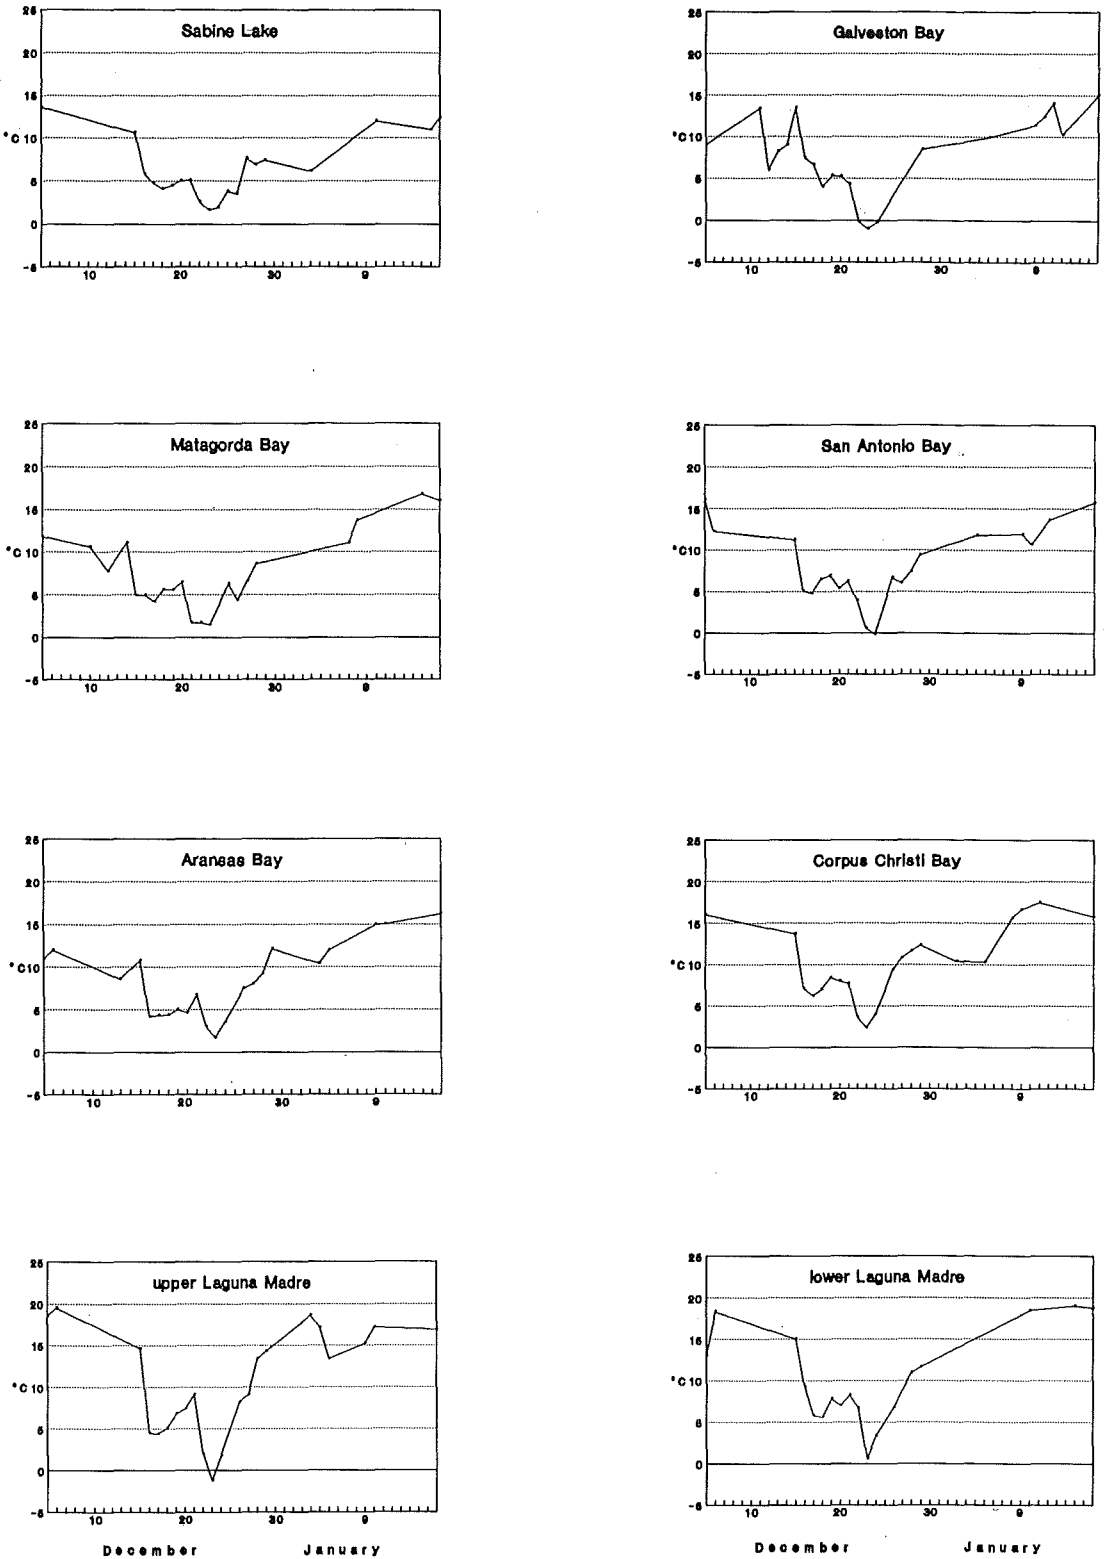 Sabine Lake
25
20
15
°C 10
5
0
-5
10 20 30 9
Galveston Bay
25
20
15
°C 10
5
0
-5
10 20 30 9
Matagorda Bay
25
20
15
°C 10
5
0
-5
10 20 30 9
San Antonio Bay
25
20
15
°C 10
5
0
-5
10 20 30 9
Aransas Bay
25
20
15
°C 10
5
0
-5
10 20 30 9
Corpus Christi Bay
25
20
15
°C 10
5
0
-5
10 20 30 9
upper Laguna Madre
25
20
15
°C 10
5
0
-5
10 20 30 9
December January
lower Laguna Madre
25
20
15
°C 10
5
0
-5
10 20 30 9
December January